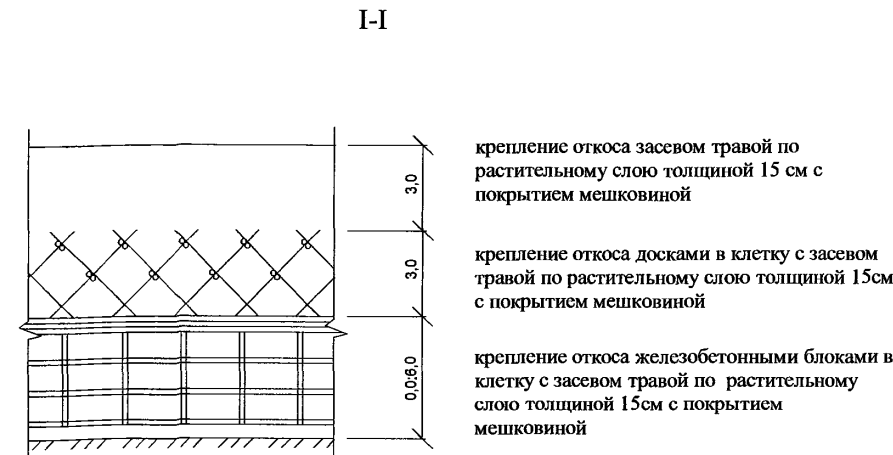 I-I
крепление откоса засевом травой по
растительному слою толщиной 15 см с
покрытием мешковиной
3,0
крепление откоса досками в клетку с засевом
травой по растительному слою толщиной 15см
с покрытием мешковиной
3,0
крепление откоса железобетонными блоками в
клетку с засевом травой по растительному
слою толщиной 15см с покрытием
мешковиной
0,0:6,0